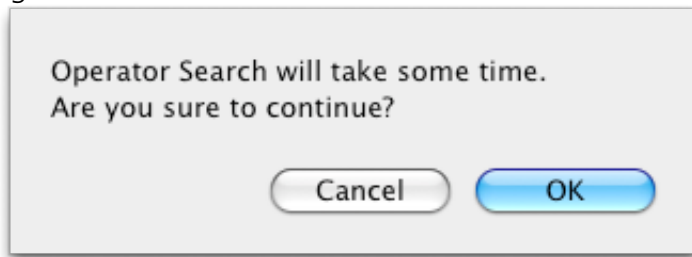 Operator Search will take some time.
Are you sure to continue?
Cancel OK